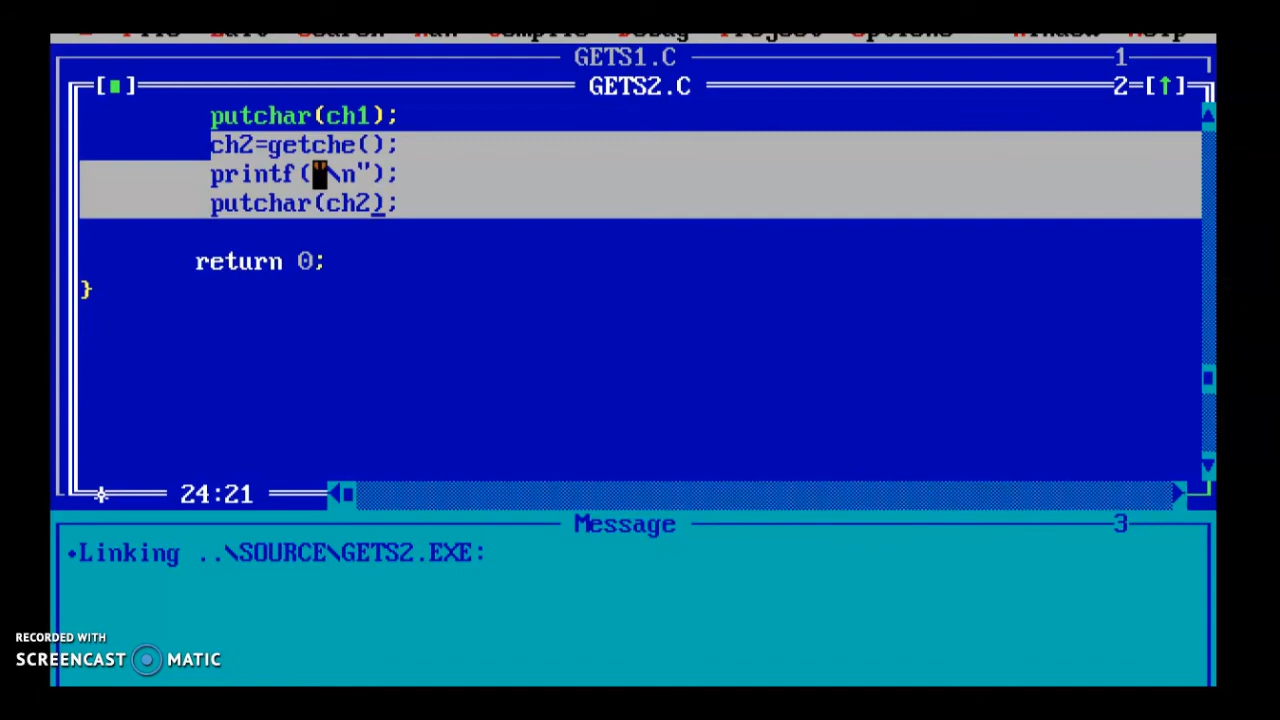 GETS1.C 1
[■] GETS2.C 2=[↑]
putchar(ch1);
ch2=getche();
printf("\n");
putchar(ch2);
return 0;
}
24:21
Message 3
•Linking ..\SOURCE\GETS2.EXE:
RECORDED WITH
SCREENCAST MATIC